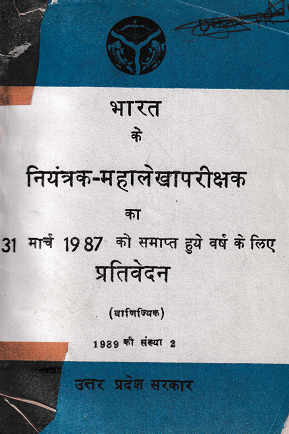 भारत
के
नियंत्रक-महालेखापरीक्षक
का
31 मार्च 1987 को समाप्त हुये वर्ष के लिए
प्रतिवेदन
(वाणिज्यिक)
1989 की संख्या 2
उत्तर प्रदेश सरकार